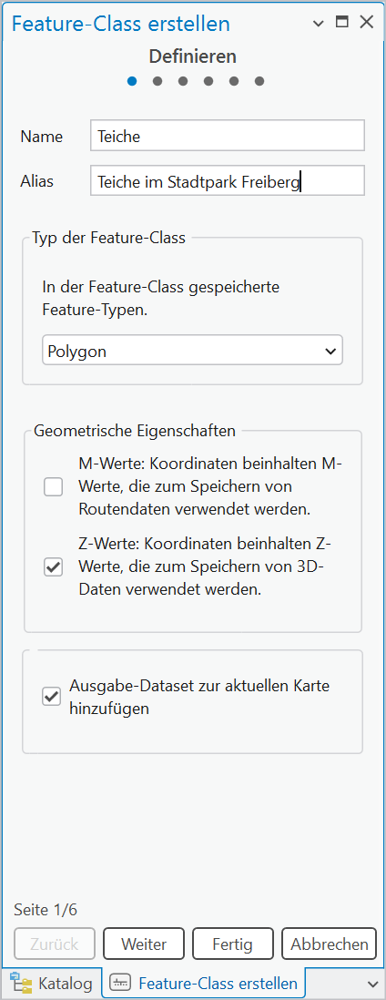 Feature-Class erstellen
Definieren
Name Teiche
Alias Teiche im Stadtpark Freiberg
Typ der Feature-Class
In der Feature-Class gespeicherte
Feature-Typen.
Polygon
Geometrische Eigenschaften
M-Werte: Koordinaten beinhalten M-
Werte, die zum Speichern von
Routendaten verwendet werden.
Z-Werte: Koordinaten beinhalten Z-
Werte, die zum Speichern von 3D-
Daten verwendet werden.
Ausgabe-Dataset zur aktuellen Karte
hinzufügen
Seite 1/6
Zurück Weiter Fertig Abbrechen
Katalog Feature-Class erstellen